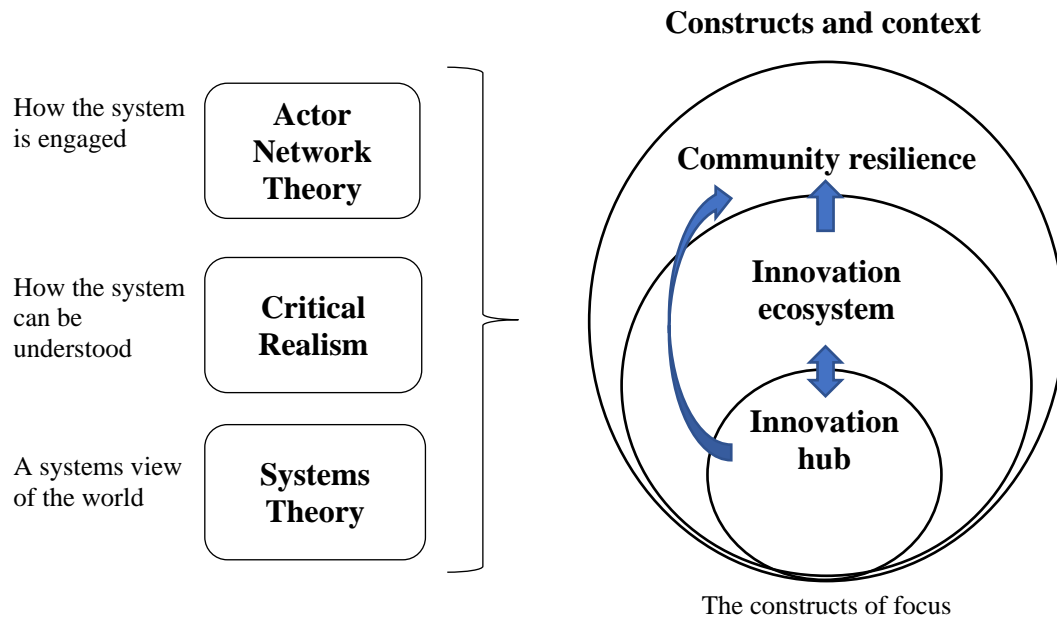 Constructs and context
How the system
is engaged
Actor
Network
Theory
How the system
can be
understood
Critical
Realism
A systems view
of the world
Systems
Theory
Community resilience
Innovation
ecosystem
Innovation
hub
The constructs of focus